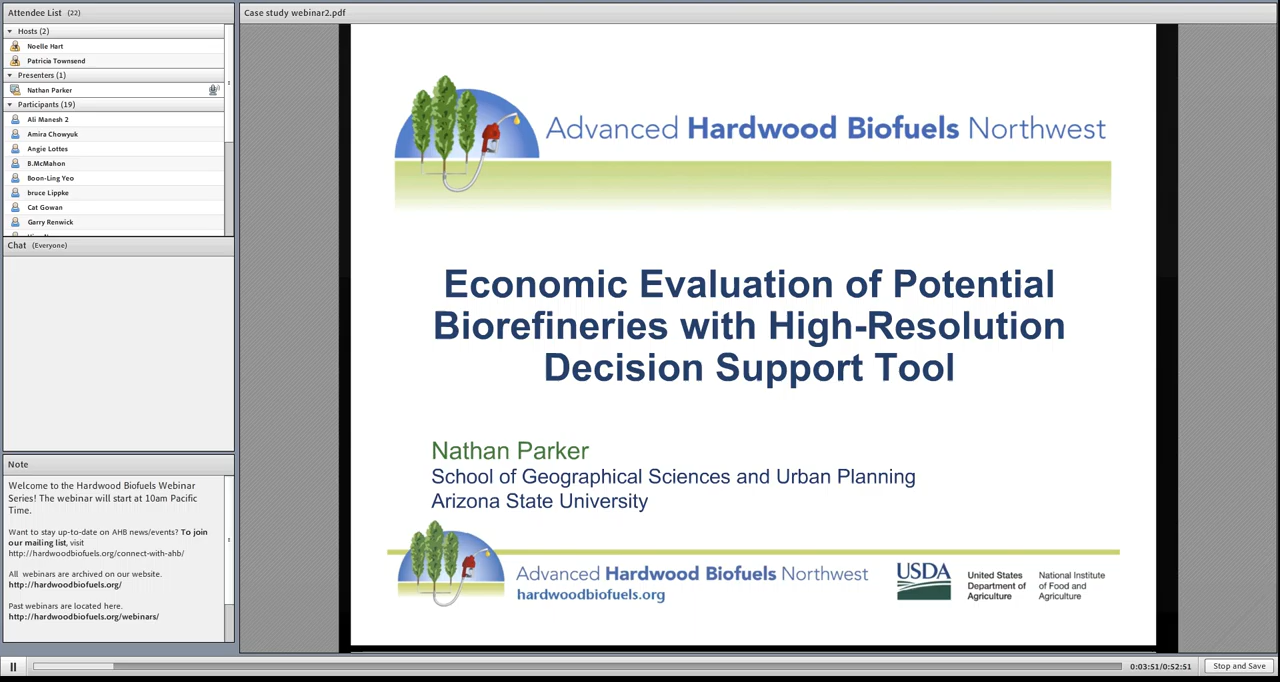 Attendee List (22)
Hosts (2)
Noelle Hart
Patricia Townsend
Presenters (1)
Nathan Parker
Participants (19)
Ali Manesh 2
Amira Chowyuk
Angie Lottes
B.McMahon
Boon-Ling Yeo
bruce Lippke
Cat Gowan
Garry Renwick
Chat (Everyone)
Note
Welcome to the Hardwood Biofuels Webinar
Series! The webinar will start at 10am Pacific
Time.
Want to stay up-to-date on AHB news/events? To join
our mailing list, visit
http://hardwoodbiofuels.org/connect-with-ahb/
All webinars are archived on our website.
http://hardwoodbiofuels.org/
Past webinars are located here.
http://hardwoodbiofuels.org/webinars/
Case study webinar2.pdf
Advanced Hardwood Biofuels Northwest
Economic Evaluation of Potential
Biorefineries with High-Resolution
Decision Support Tool
Nathan Parker
School of Geographical Sciences and Urban Planning
Arizona State University
Advanced Hardwood Biofuels Northwest
hardwoodbiofuels.org
USDA
United States
Department of
Agriculture
National Institute
of Food and
Agriculture
0:03:51/0:52:51
Stop and Save